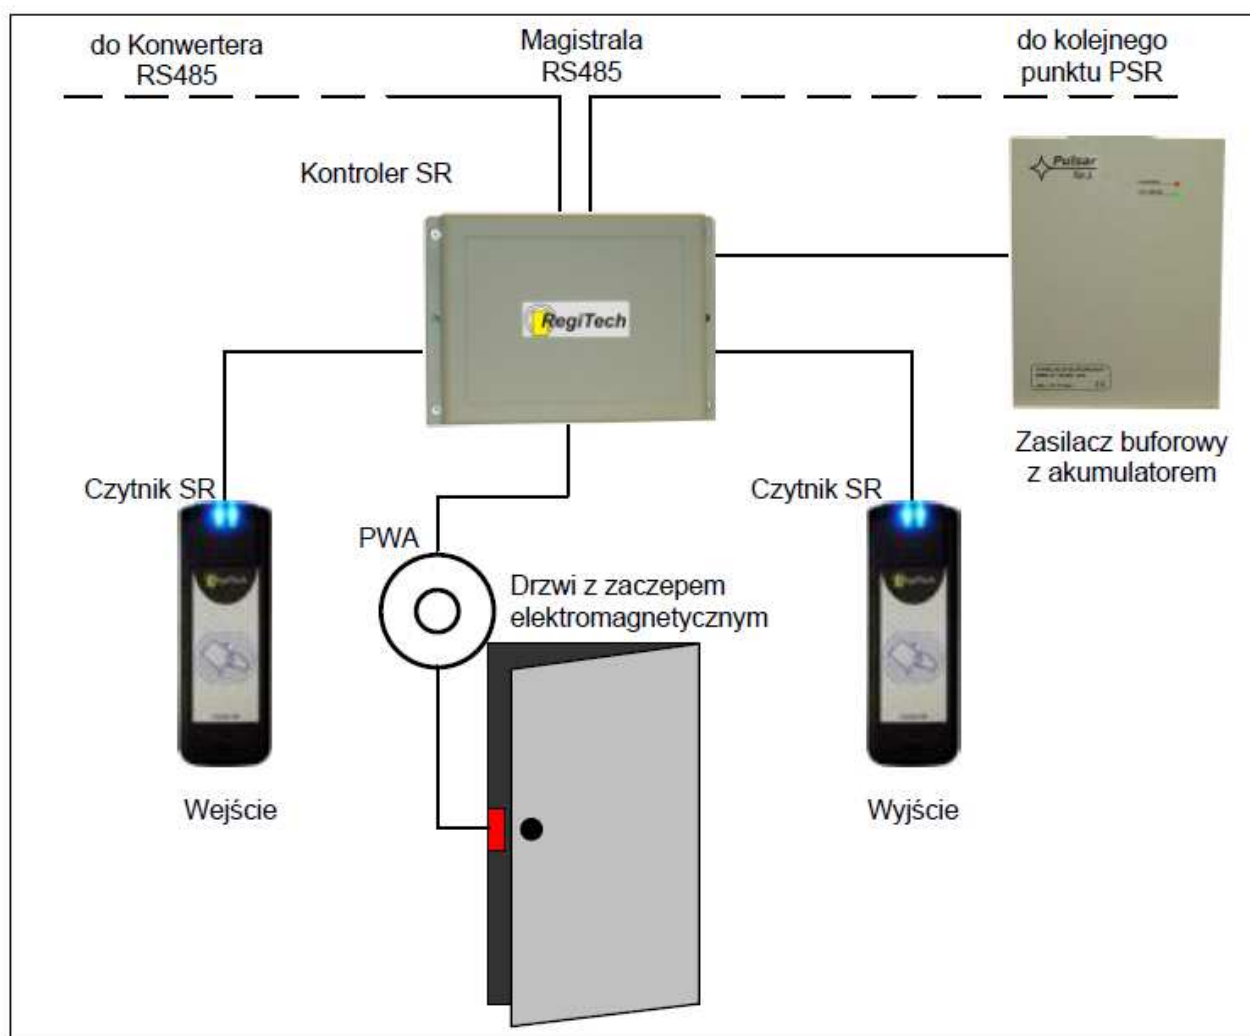 do Konwertera
RS485
Magistrala
RS485
do kolejnego
punktu PSR
Kontroler SR
Pulsar
Sp.j.
RegiTech
Zasilacz buforowy
z akumulatorem
Czytnik SR
Czytnik SR
PWA
Drzwi z zaczepem
elektromagnetycznym
Wejście
Wyjście